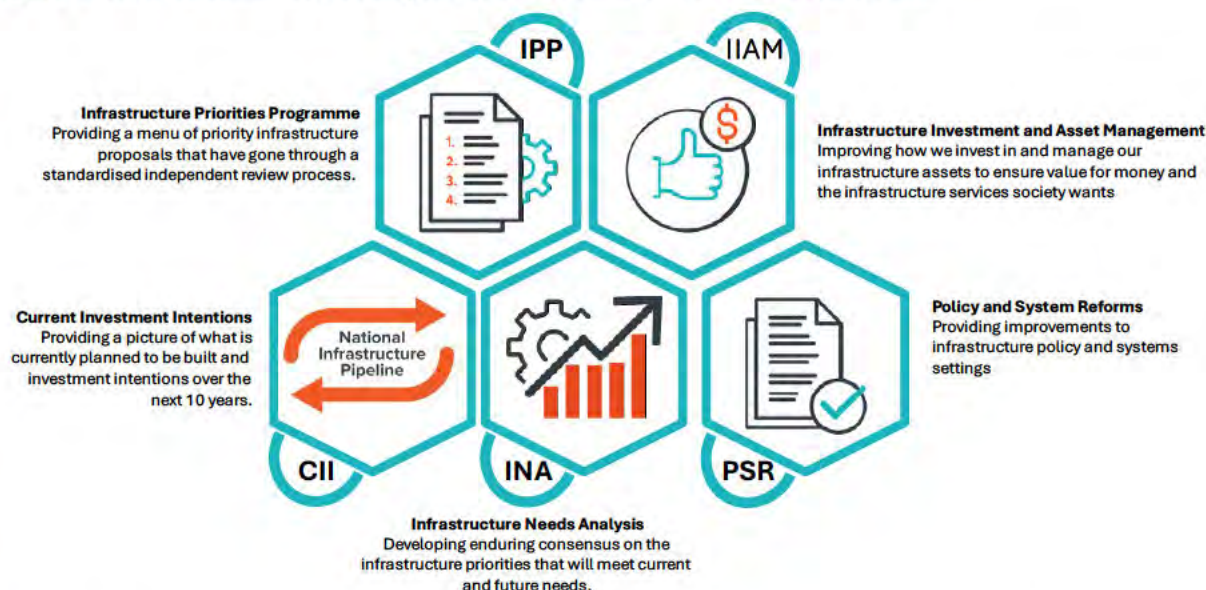 IPP
IIAM
Infrastructure Priorities Programme
Providing a menu of priority infrastructure
proposals that have gone through a
standardised independent review process.
1.
2.
3.
4.
$
Infrastructure Investment and Asset Management
Improving how we invest in and manage our
infrastructure assets to ensure value for money and
the infrastructure services society wants
Current Investment Intentions
Providing a picture of what is
currently planned to be built and
investment intentions over the
next 10 years.
National
Infrastructure
Pipeline
Policy and System Reforms
Providing improvements to
infrastructure policy and systems
settings
CII
INA
PSR
Infrastructure Needs Analysis
Developing enduring consensus on the
infrastructure priorities that will meet current
and future needs.